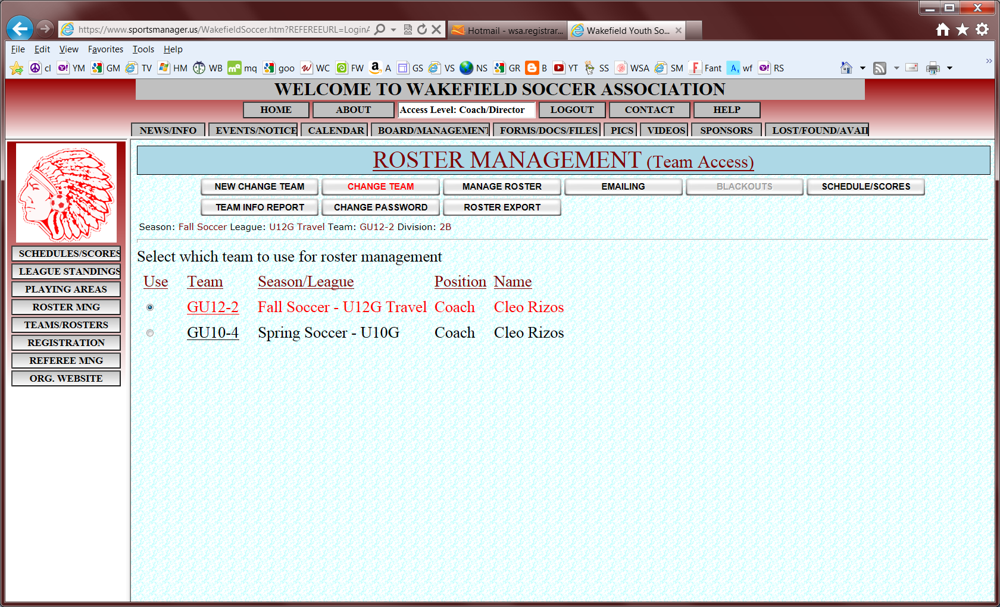 https://www.sportsmanager.us/WakefieldSoccer.htm?REFEREEURL=Login
Hotmail - wsa.registrar...
Wakefield Youth So...
File Edit View Favorites Tools Help
cl YM GM TV HM WB mq goo WC FW A GS VS NS GR B YT SS WSA SM Fant wf RS
WELCOME TO WAKEFIELD SOCCER ASSOCIATION
HOME ABOUT Access Level: Coach/Director LOGOUT CONTACT HELP
NEWS/INFO EVENTS/NOTICE CALENDAR BOARD/MANAGEMENT FORMS/DOCS/FILES PICS VIDEOS SPONSORS LOST/FOUND/AVAIL
SCHEDULES/SCORES
LEAGUE STANDINGS
PLAYING AREAS
ROSTER MNG
TEAMS/ROSTERS
REGISTRATION
REFEREE MNG
ORG. WEBSITE
ROSTER MANAGEMENT (Team Access)
NEW CHANGE TEAM CHANGE TEAM MANAGE ROSTER EMAILING BLACKOUTS SCHEDULE/SCORES
TEAM INFO REPORT CHANGE PASSWORD ROSTER EXPORT
Season: Fall Soccer League: U12G Travel Team: GU12-2 Division: 2B
Select which team to use for roster management
Use Team Season/League Position Name
GU12-2 Fall Soccer - U12G Travel Coach Cleo Rizos
GU10-4 Spring Soccer - U10G Coach Cleo Rizos